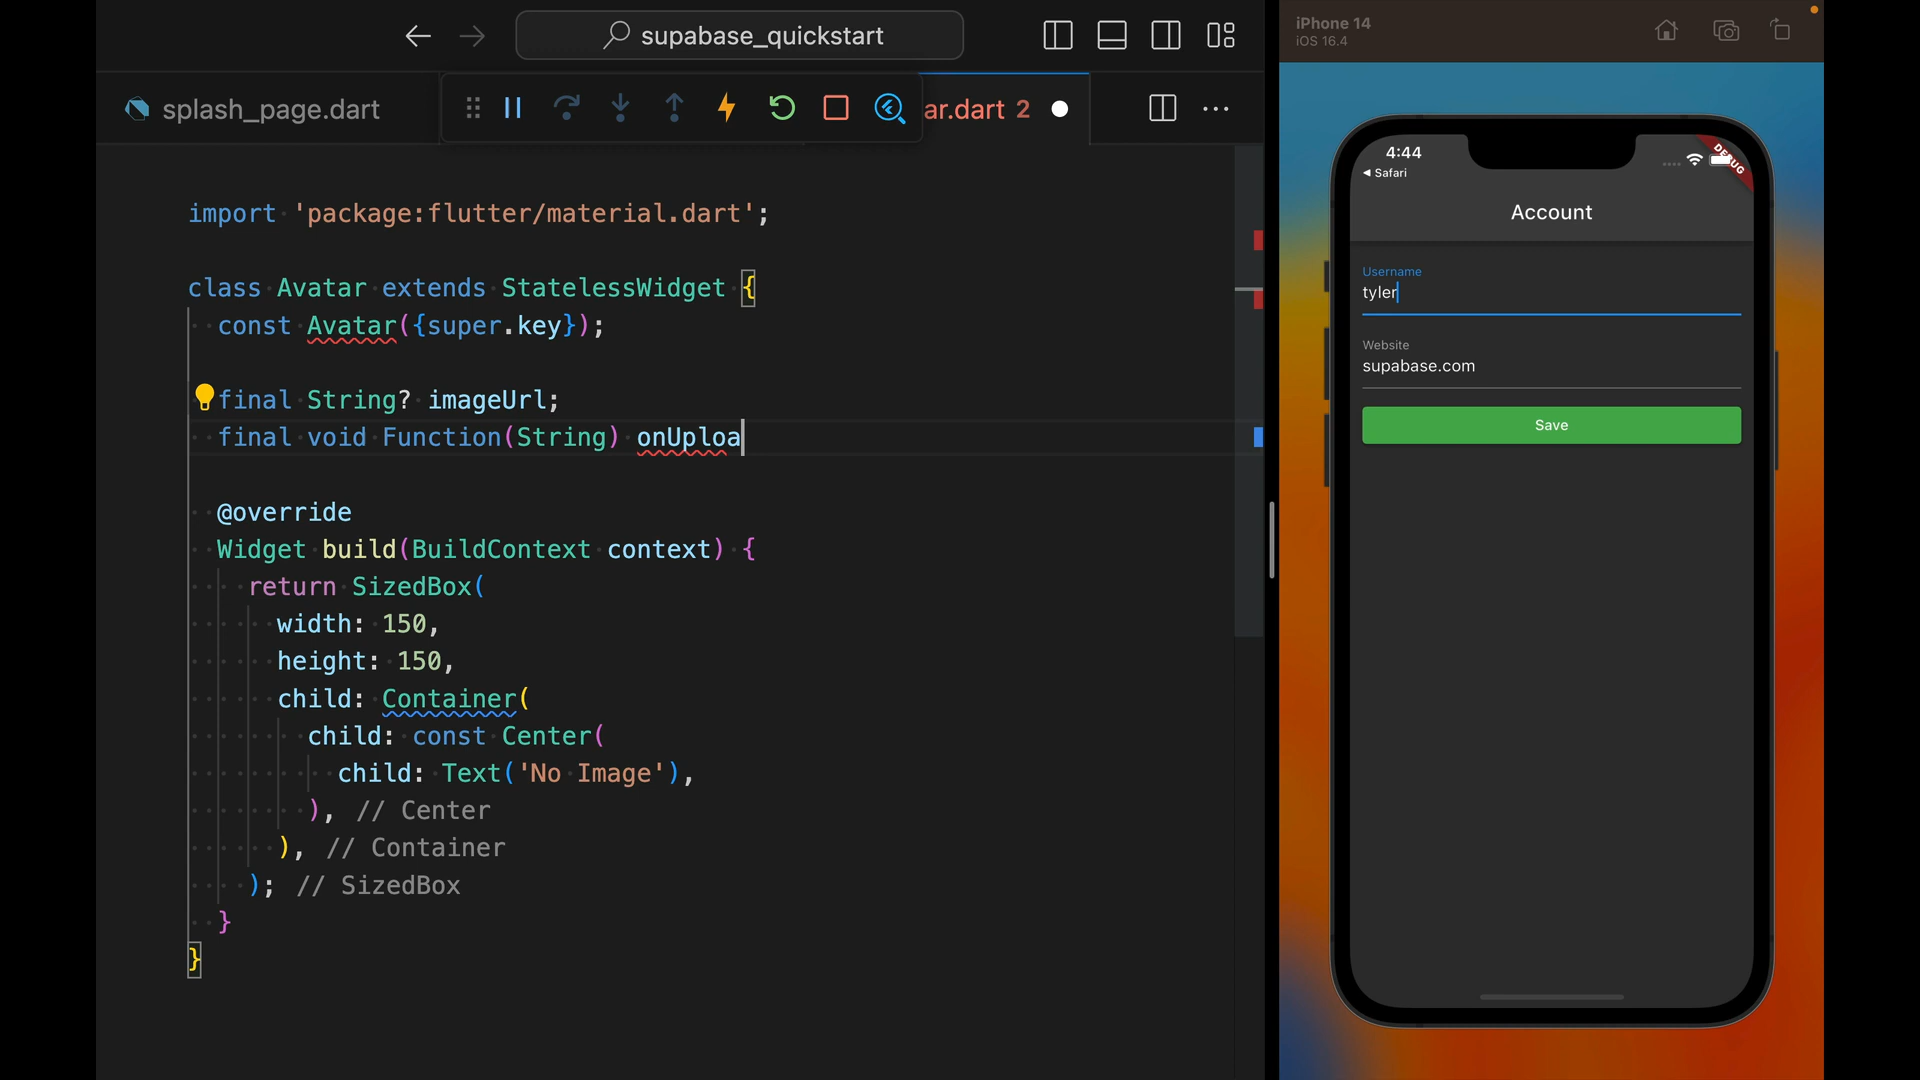 supabase_quickstart
splash_page.dart
ar.dart 2
import 'package:flutter/material.dart';
class Avatar extends StatelessWidget {
const Avatar({super.key});
final String? imageUrl;
final void Function(String) onUploa
@override
Widget build(BuildContext context) {
return SizedBox(
width: 150,
height: 150,
child: Container(
child: const Center(
child: Text('No Image'),
), // Center
), // Container
); // SizedBox
}
}
iPhone 14
iOS 16.4
4:44
Safari
DEBUG
Account
Username
tyler
Website
supabase.com
Save